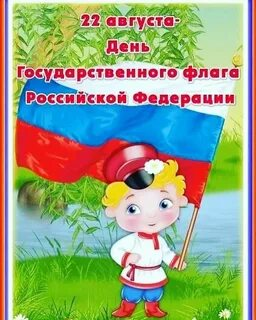 22 августа-
День
Государственного флага
Российской Федерации